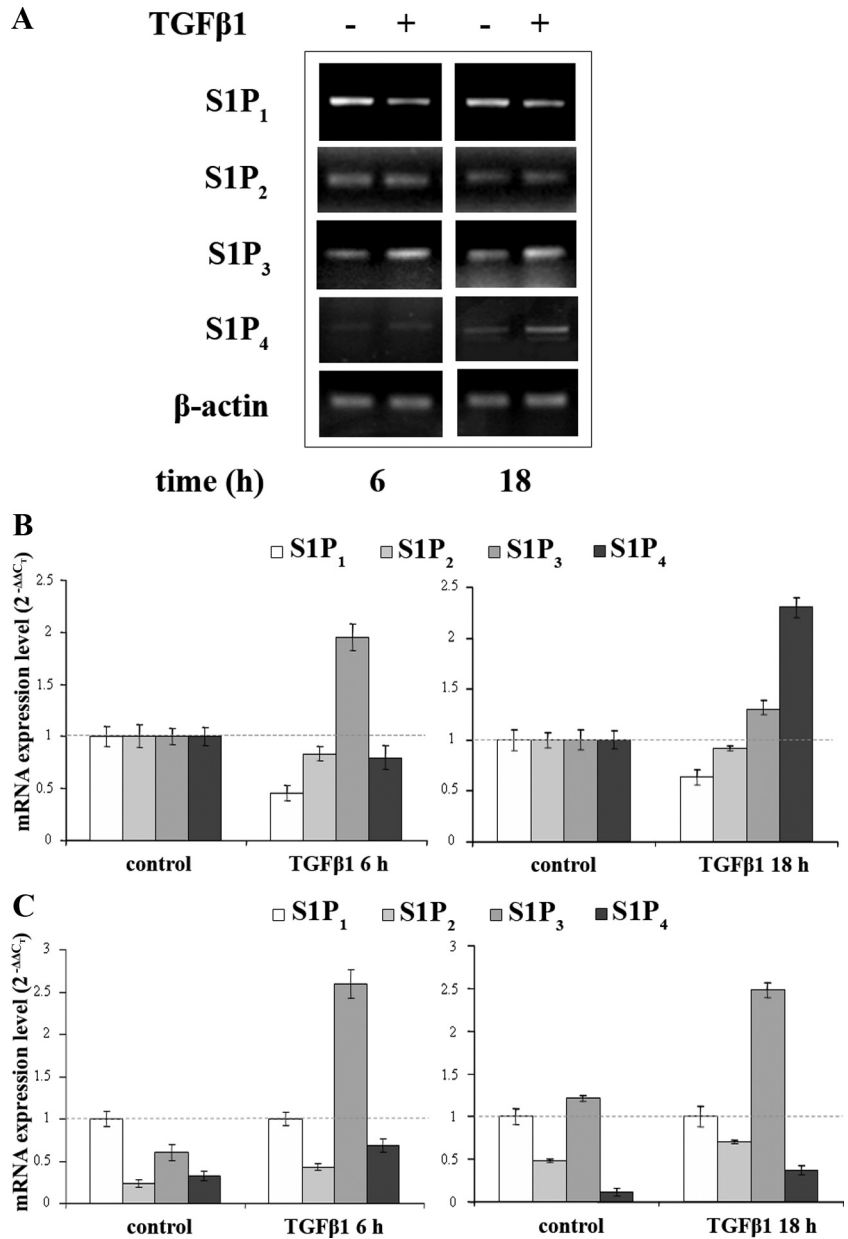 A
TGFβ1 - + - +
S1P₁
S1P₂
S1P₃
S1P₄
β-actin
time (h) 6 18
B
S1P₁ S1P₂ S1P₃ S1P₄
mRNA expression level (2^-ΔΔC_T)
2.5
2
1.5
1
0.5
0
control TGFβ1 6 h
2.5
2
1.5
1
0.5
0
control TGFβ1 18 h
C
S1P₁ S1P₂ S1P₃ S1P₄
mRNA expression level (2^-ΔΔC_T)
3
2.5
2
1.5
1
0.5
0
control TGFβ1 6 h
3
2.5
2
1.5
1
0.5
0
control TGFβ1 18 h